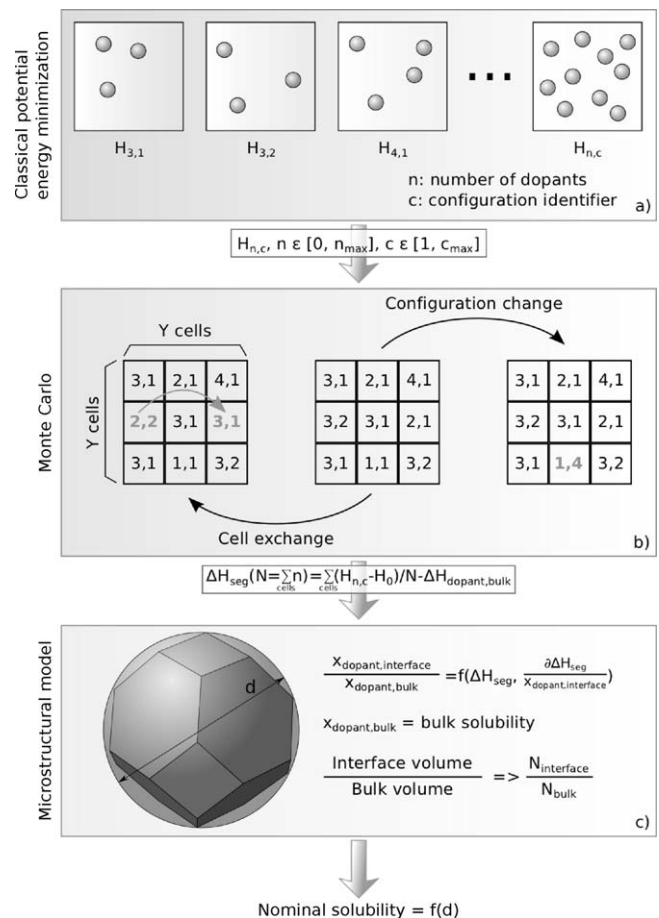 Classical potential
energy minimization
H3,1
H3,2
H4,1
...
Hn,c
n: number of dopants
c: configuration identifier
a)
Hn,c, n ε [0, nmax], c ε [1, cmax]
Monte Carlo
Configuration change
Y cells
Y cells
3,1 2,1 4,1
2,2 3,1 3,1
3,1 1,1 3,2
3,1 2,1 4,1
3,2 3,1 2,1
3,1 1,1 3,2
3,1 2,1 4,1
3,2 3,1 2,1
3,1 1,4 3,2
Cell exchange
b)
ΔHseg(N=∑n)=∑(Hn,c-H0)/N-ΔHdopant,bulk
cells cells
Microstructural model
d
xdopant,interface ∂ΔHseg
=f(ΔHseg, )
xdopant,bulk xdopant,interface
xdopant,bulk = bulk solubility
Interface volume Ninterface
=>
Bulk volume Nbulk
c)
Nominal solubility = f(d)